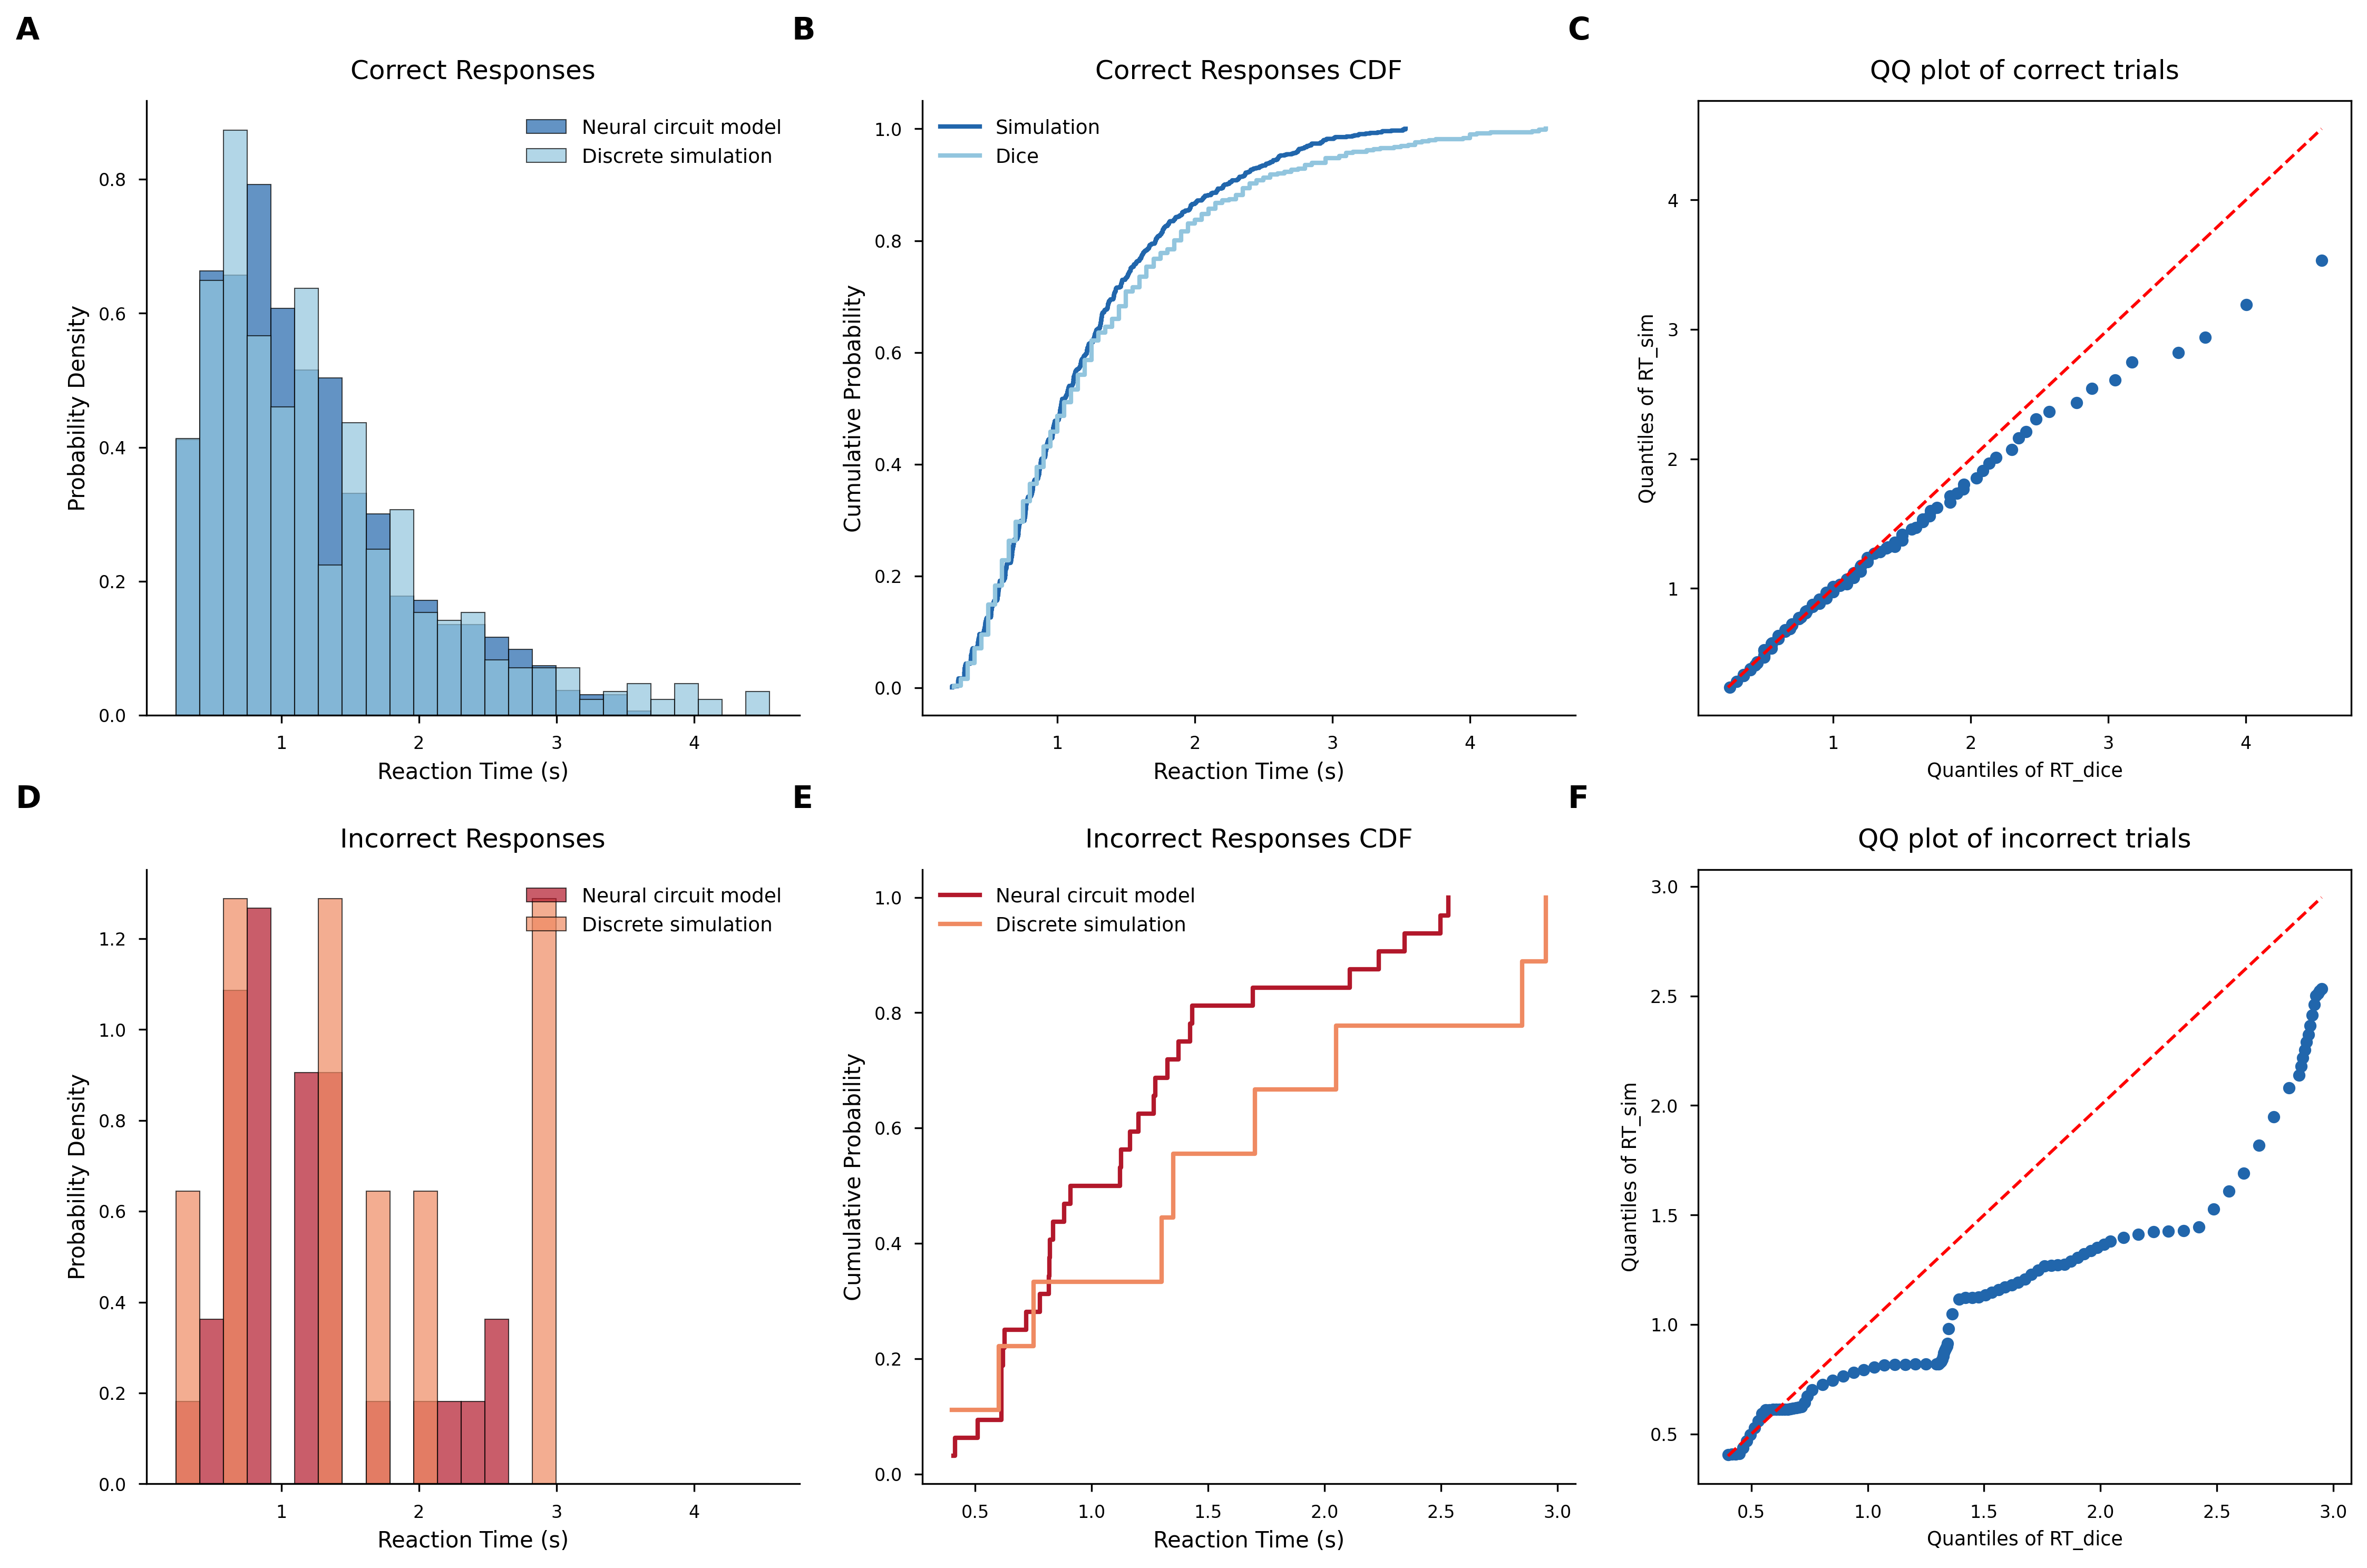 A
Correct Responses
Neural circuit model
Discrete simulation
Probability Density
0.8
0.6
0.4
0.2
0.0
1 2 3 4
Reaction Time (s)
B
Correct Responses CDF
Simulation
Dice
Cumulative Probability
1.0
0.8
0.6
0.4
0.2
0.0
1 2 3 4
Reaction Time (s)
C
QQ plot of correct trials
Quantiles of RT_sim
4
3
2
1
1 2 3 4
Quantiles of RT_dice
D
Incorrect Responses
Neural circuit model
Discrete simulation
Probability Density
1.2
1.0
0.8
0.6
0.4
0.2
0.0
1 2 3 4
Reaction Time (s)
E
Incorrect Responses CDF
Neural circuit model
Discrete simulation
Cumulative Probability
1.0
0.8
0.6
0.4
0.2
0.0
0.5 1.0 1.5 2.0 2.5 3.0
Reaction Time (s)
F
QQ plot of incorrect trials
Quantiles of RT_sim
3.0
2.5
2.0
1.5
1.0
0.5
0.5 1.0 1.5 2.0 2.5 3.0
Quantiles of RT_dice